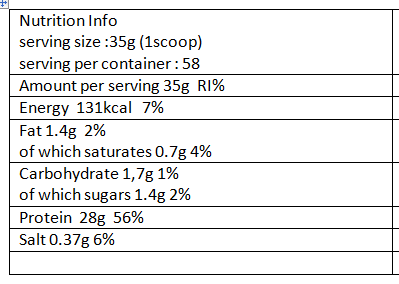 Nutrition Info
serving size :35g (1scoop)
serving per container : 58
Amount per serving 35g  RI%
Energy  131kcal   7%
Fat 1.4g  2%
of which saturates 0.7g 4%
Carbohydrate 1,7g 1%
of which sugars 1.4g 2%
Protein  28g  56%
Salt 0.37g 6%